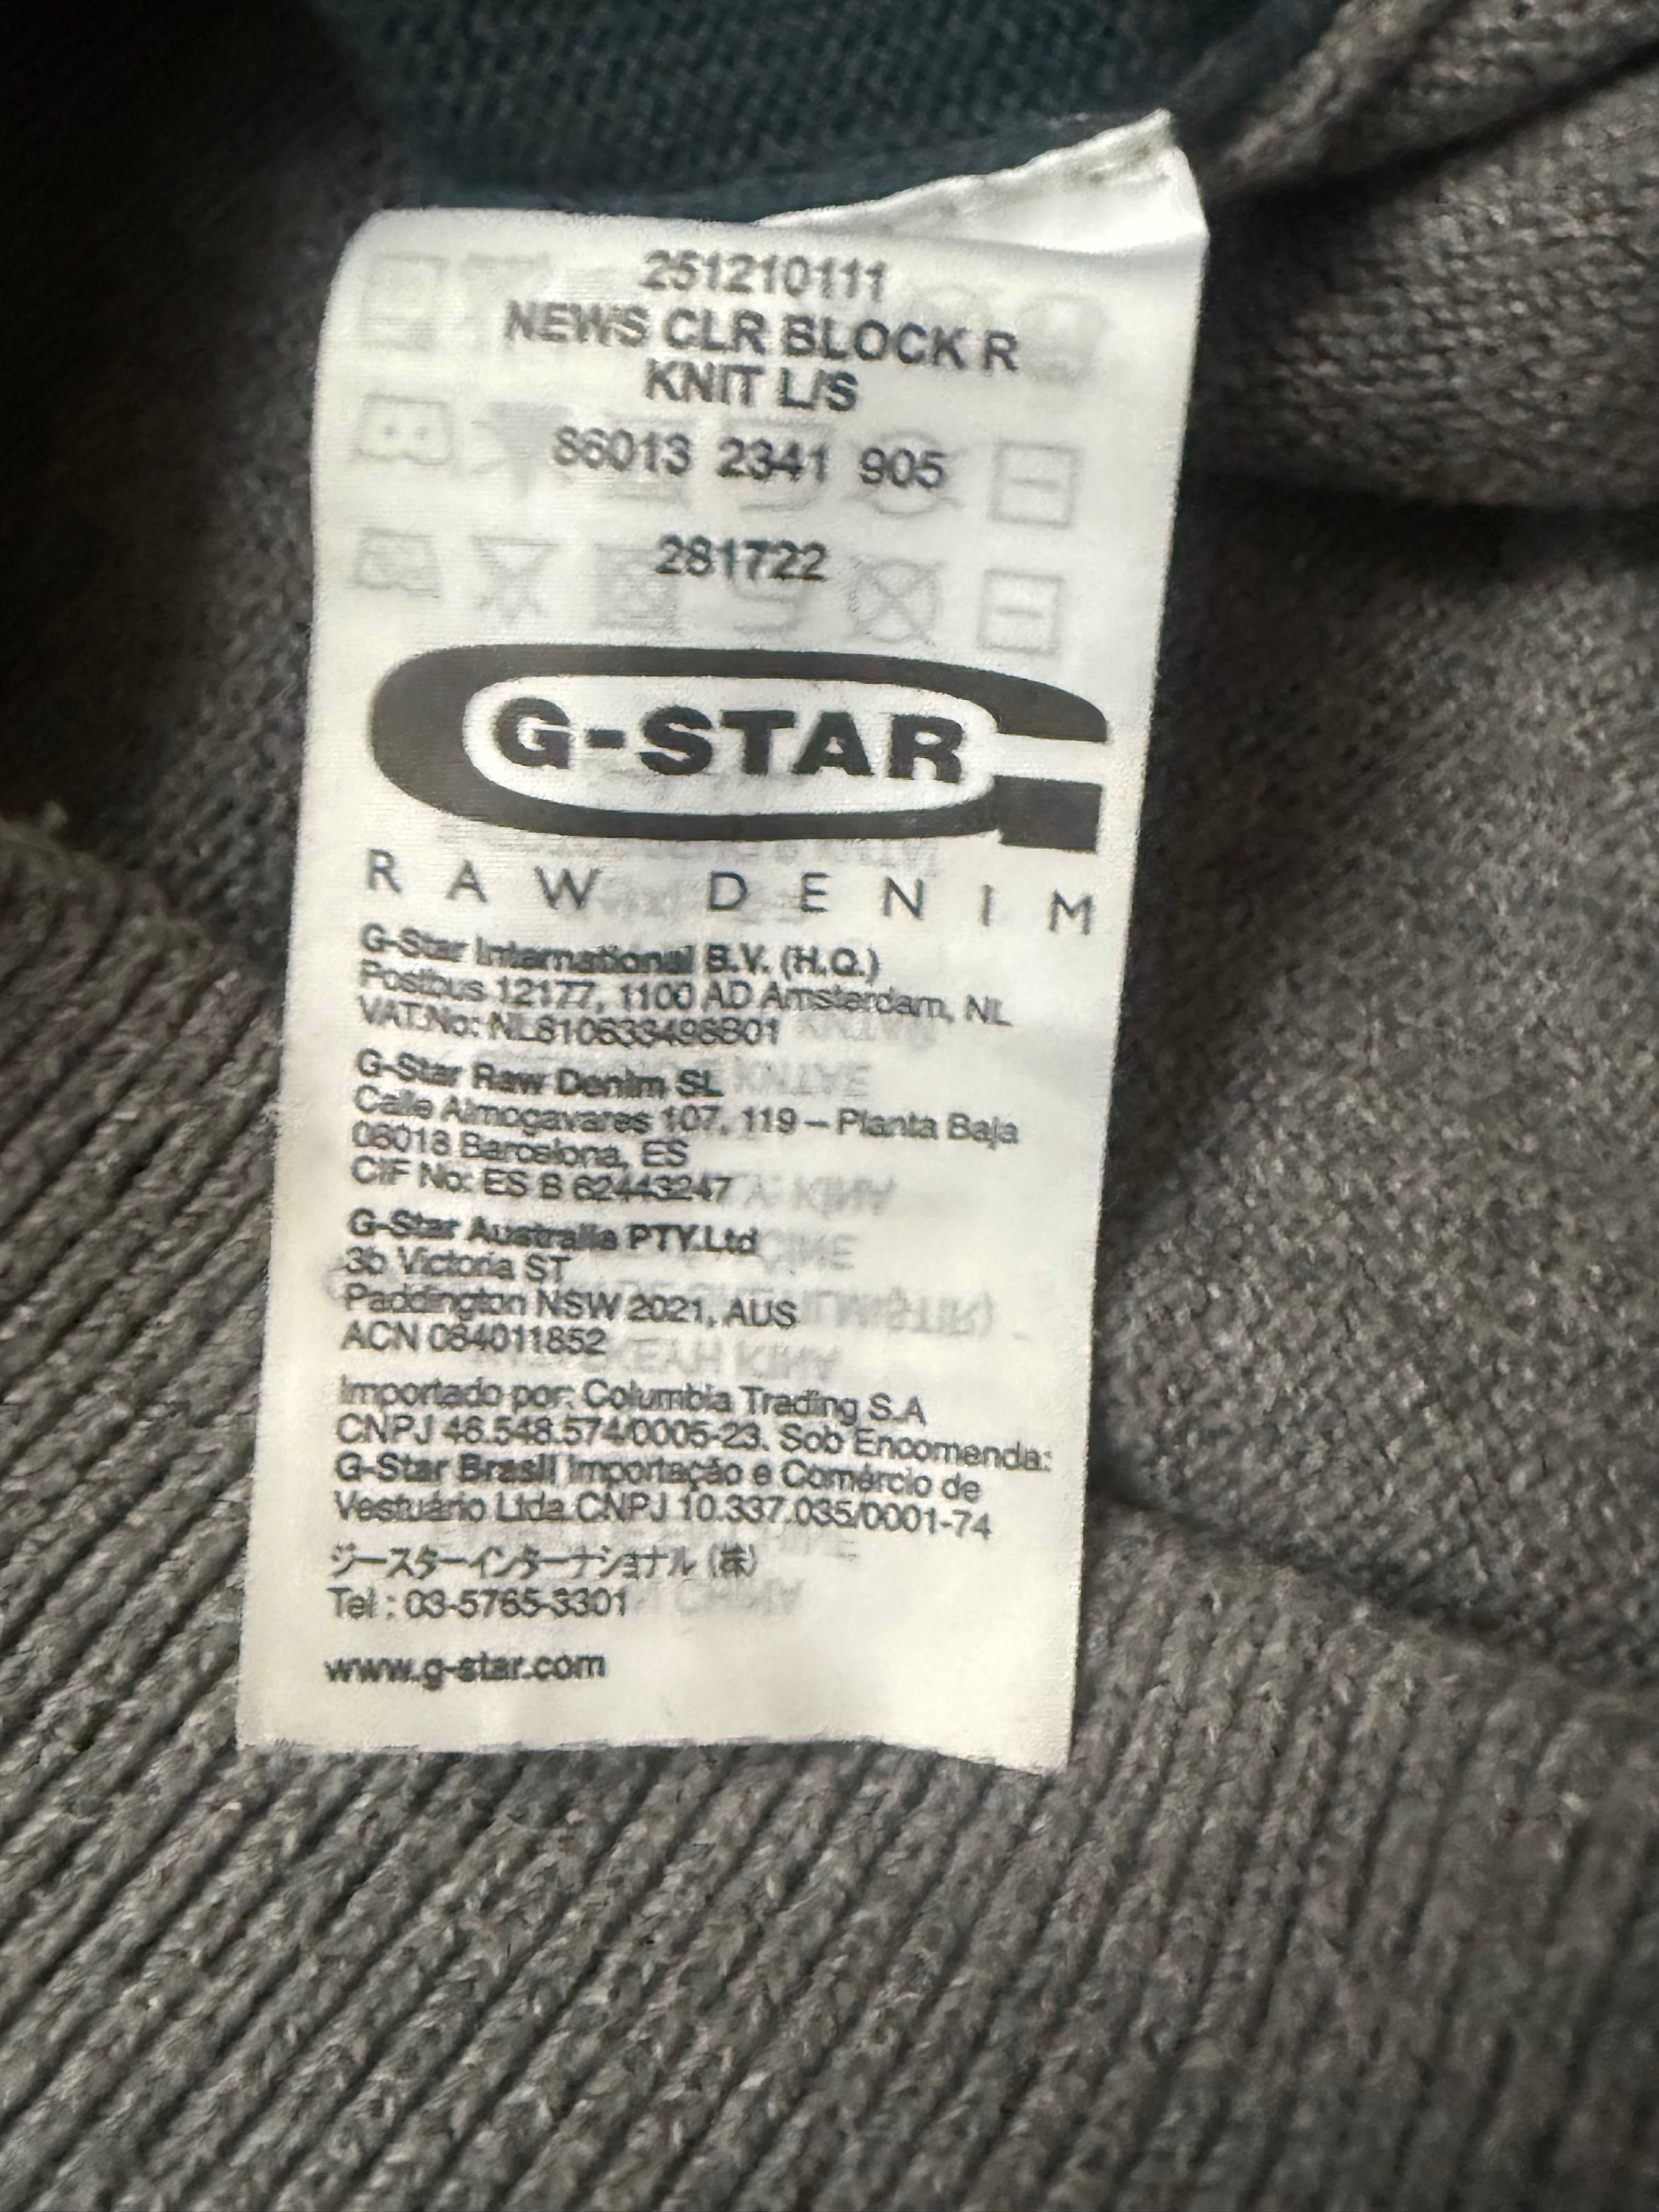 251210111
NEWS CLR BLOCK R
KNIT L/S
86013 2341 905
281722
G-STAR
RAW DENIM
G-Star International B.V. (H.Q.)
Postbus 12177, 1100 AD Amsterdam, NL
VAT.No: NL810633498B01
G-Star Raw Denim SL
Calle Almogavares 107, 119 – Planta Baja
08018 Barcelona, ES
CIF No: ES B 62443247
G-Star Australia PTY.Ltd
3b Victoria ST
Paddington NSW 2021, AUS
ACN 084011852
Importado por: Columbia Trading S.A
CNPJ 46.548.574/0005-23. Sob Encomenda:
G-Star Brasil Importação e Comércio de
Vestuário Ltda.CNPJ 10.337.035/0001-74
ジースターインターナショナル (株)
Tel : 03-5765-3301
www.g-star.com